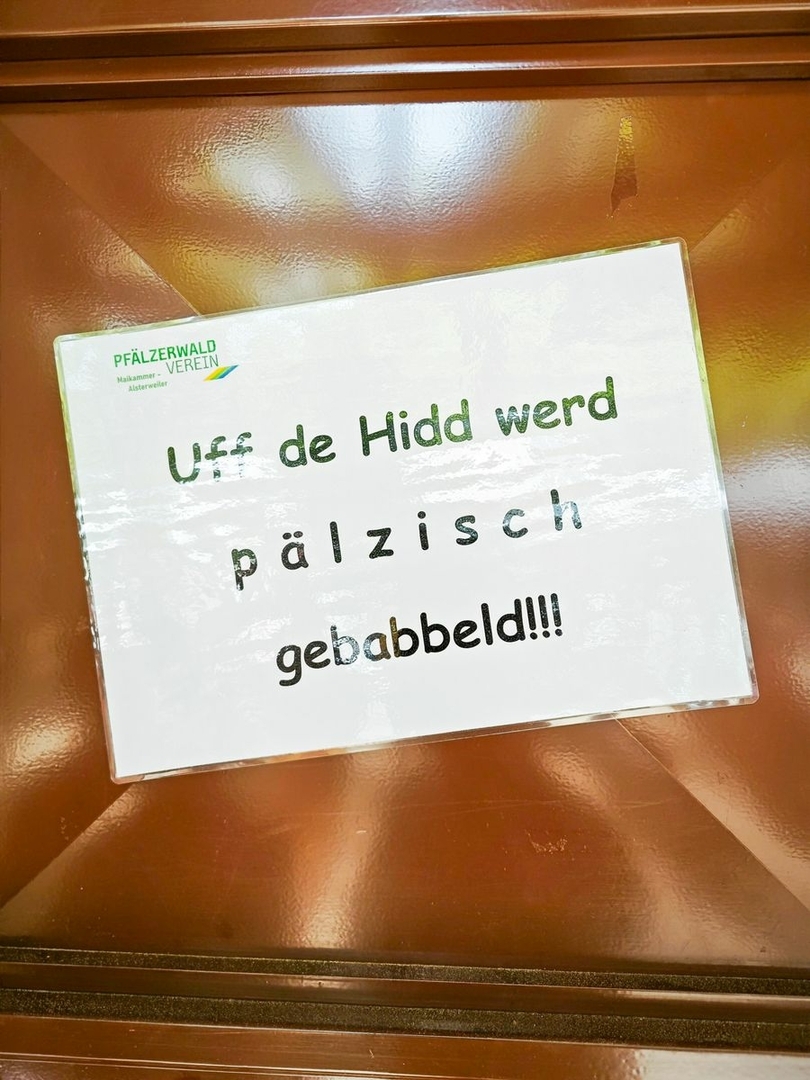 PFÄLZERWALD
VEREIN
Maikammer -
Alsterweiler
Uff de Hidd werd
p ä l z i s c h
gebabbeld!!!